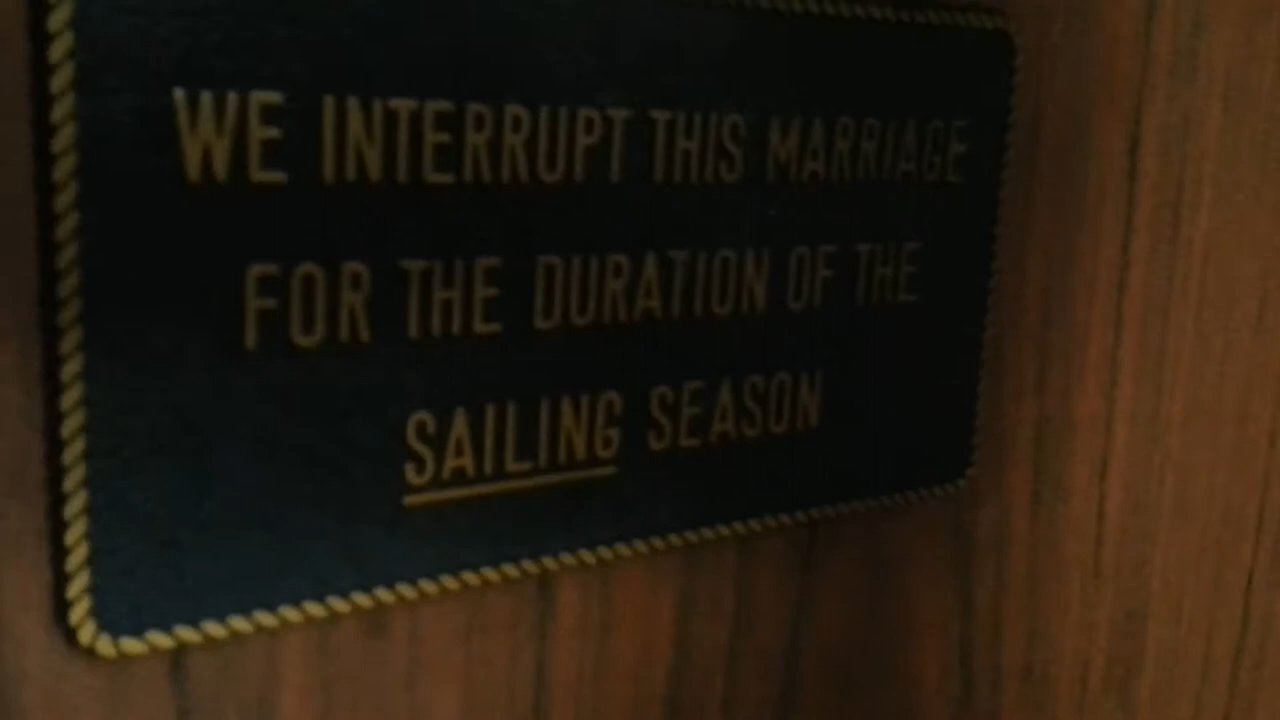 WE INTERRUPT THIS MARRIAGE
FOR THE DURATION OF THE
SAILING SEASON